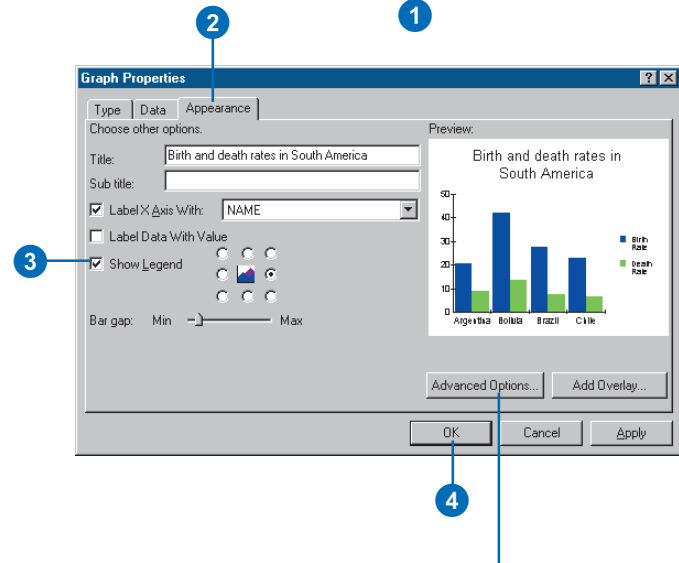 2
1
Graph Properties
? ×
Type Data Appearance
Choose other options.
Title: Birth and death rates in South America
Sub title:
Label X Axis With: NAME
Label Data With Value
3
Show Legend
Bar gap: Min Max
Preview:
Birth and death rates in
South America
50
40
30
20
10
0
Argentina Bolivia Brazil Chile
Birth
Rate
Death
Rate
Advanced Options... Add Overlay...
OK Cancel Apply
4